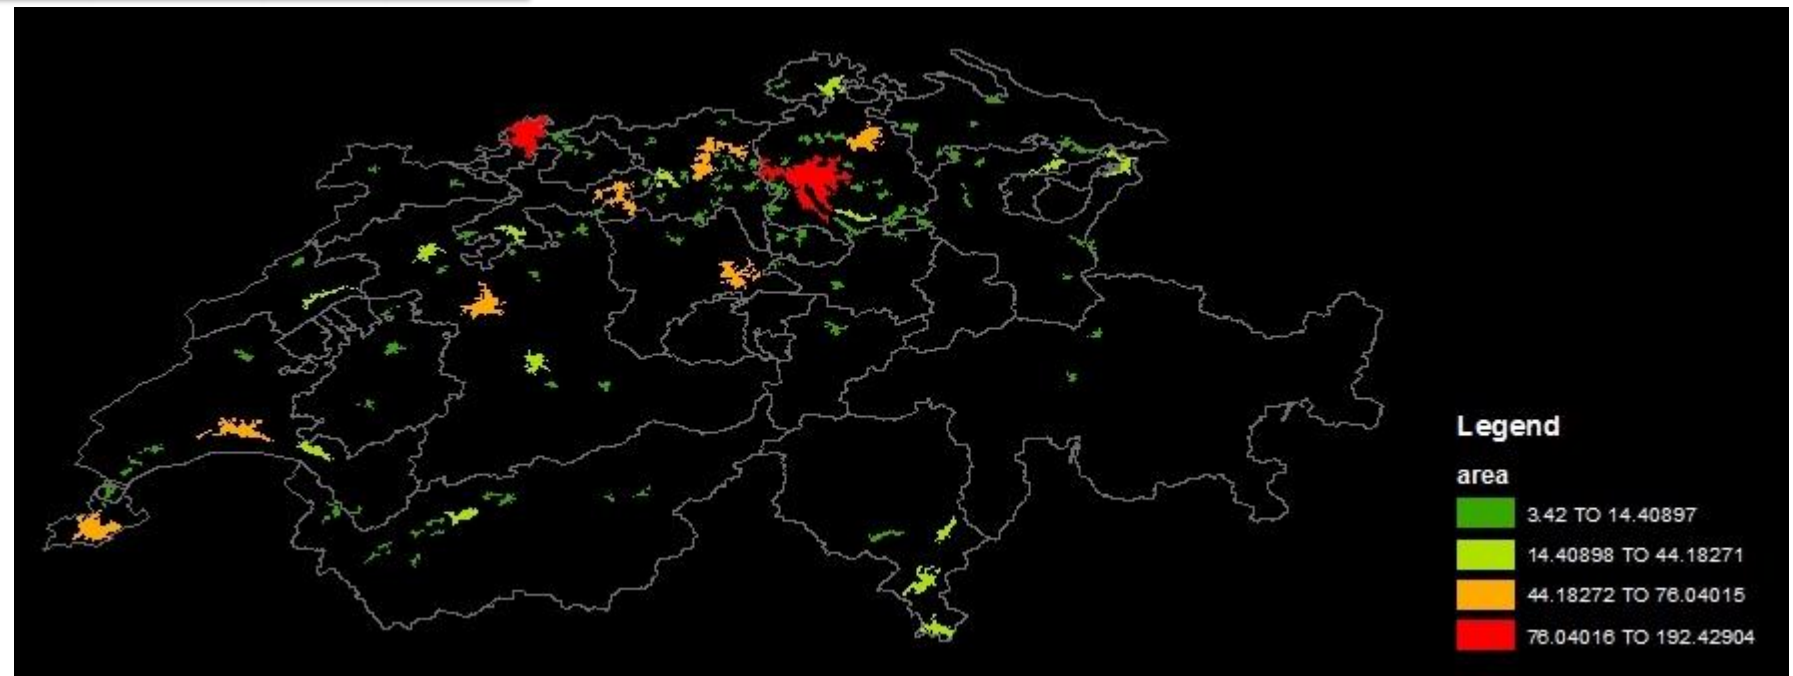 Legend
area
3.42 TO 14.40897
14.40898 TO 44.18271
44.18272 TO 76.04015
76.04016 TO 192.42904